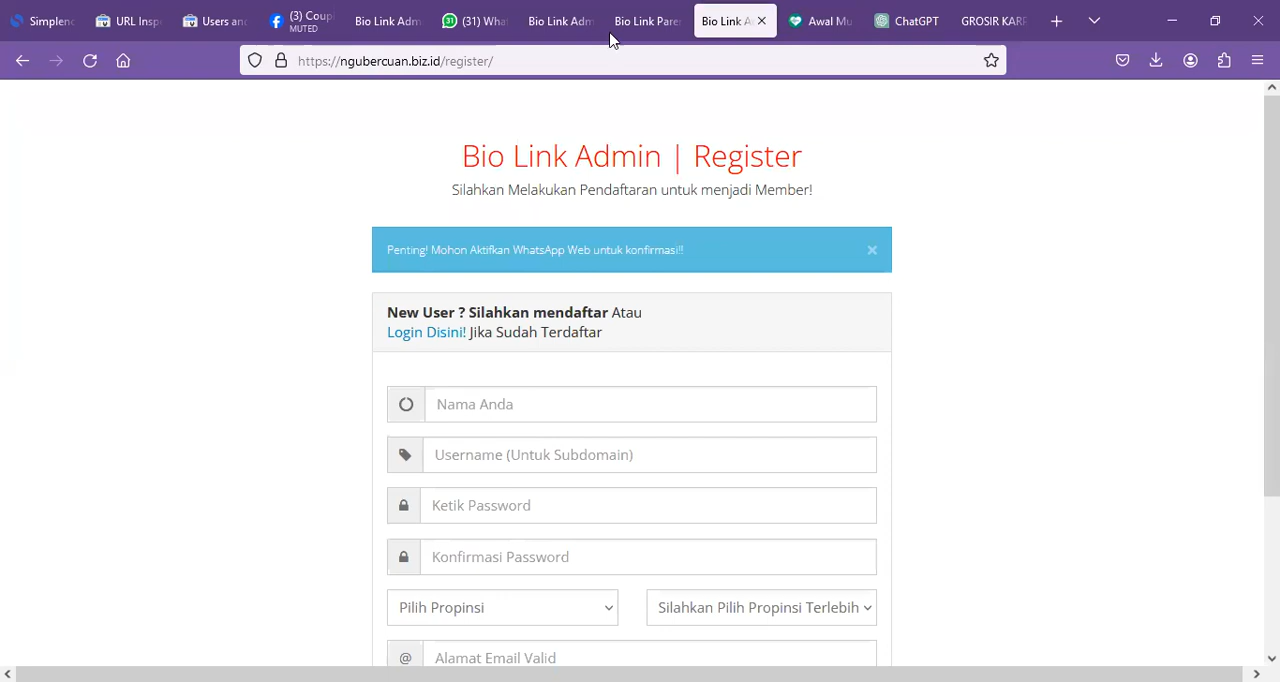 Simplenc
URL Insp
Users and
(3) Coup
MUTED
Bio Link Adm
(31) Wha
Bio Link Adm
Bio Link Pare
Bio Link A
Awal Mu
ChatGPT
GROSIR KAR
https://ngubercuan.biz.id/register/
Bio Link Admin | Register
Silahkan Melakukan Pendaftaran untuk menjadi Member!
Penting! Mohon Aktifkan WhatsApp Web untuk konfirmasi!!
New User ? Silahkan mendaftar Atau
Login Disini! Jika Sudah Terdaftar
Nama Anda
Username (Untuk Subdomain)
Ketik Password
Konfirmasi Password
Pilih Propinsi
Silahkan Pilih Propinsi Terlebih
@ Alamat Email Valid